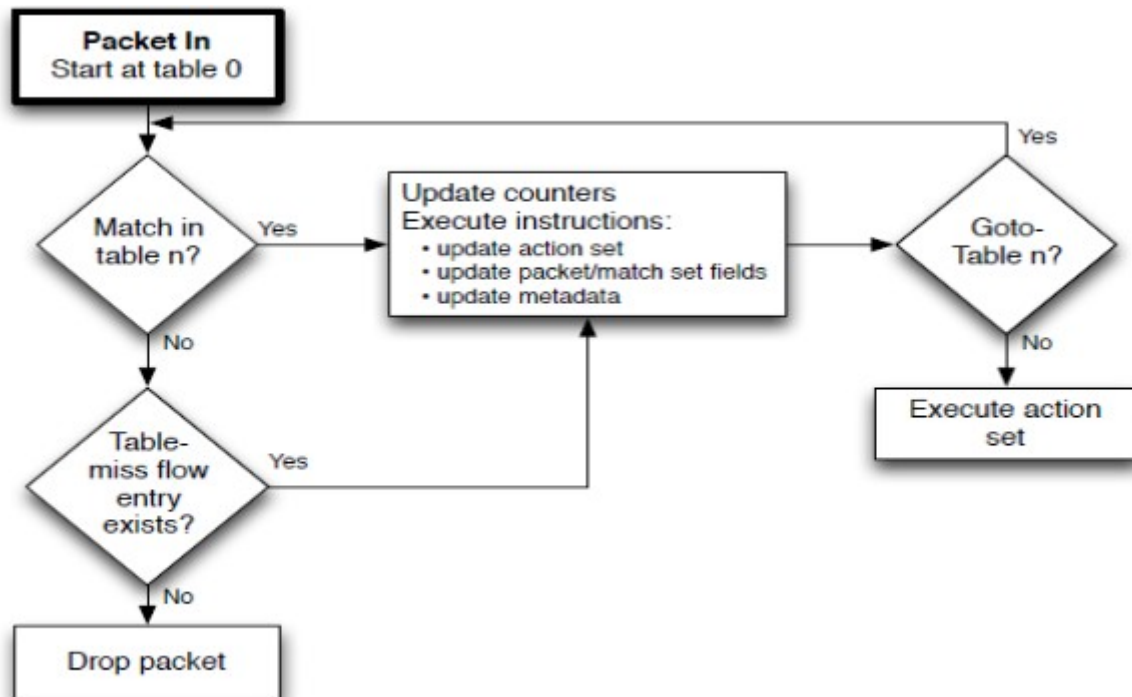 Packet In
Start at table 0
Yes
Match in
table n?
Yes
Update counters
Execute instructions:
• update action set
• update packet/match set fields
• update metadata
Goto-
Table n?
No
No
Table-
miss flow
entry
exists?
Yes
Execute action
set
No
Drop packet